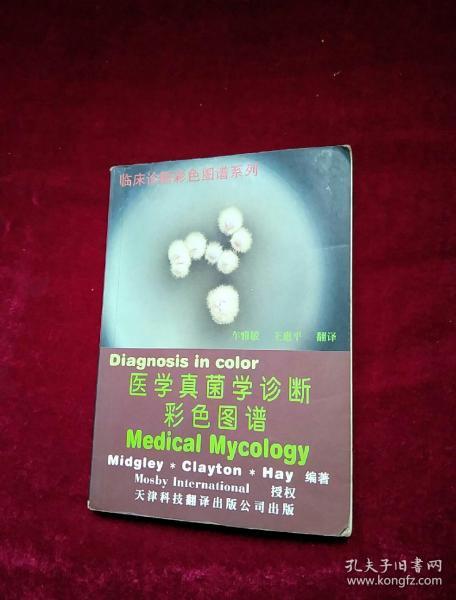 临床诊断彩色图谱系列
牟雅敏 王惠平 翻译
Diagnosis in color
医学真菌学诊断
彩色图谱
Medical Mycology
Midgley * Clayton * Hay 编著
Mosby International 授权
天津科技翻译出版公司出版
孔夫子旧书网
www.kongfz.com